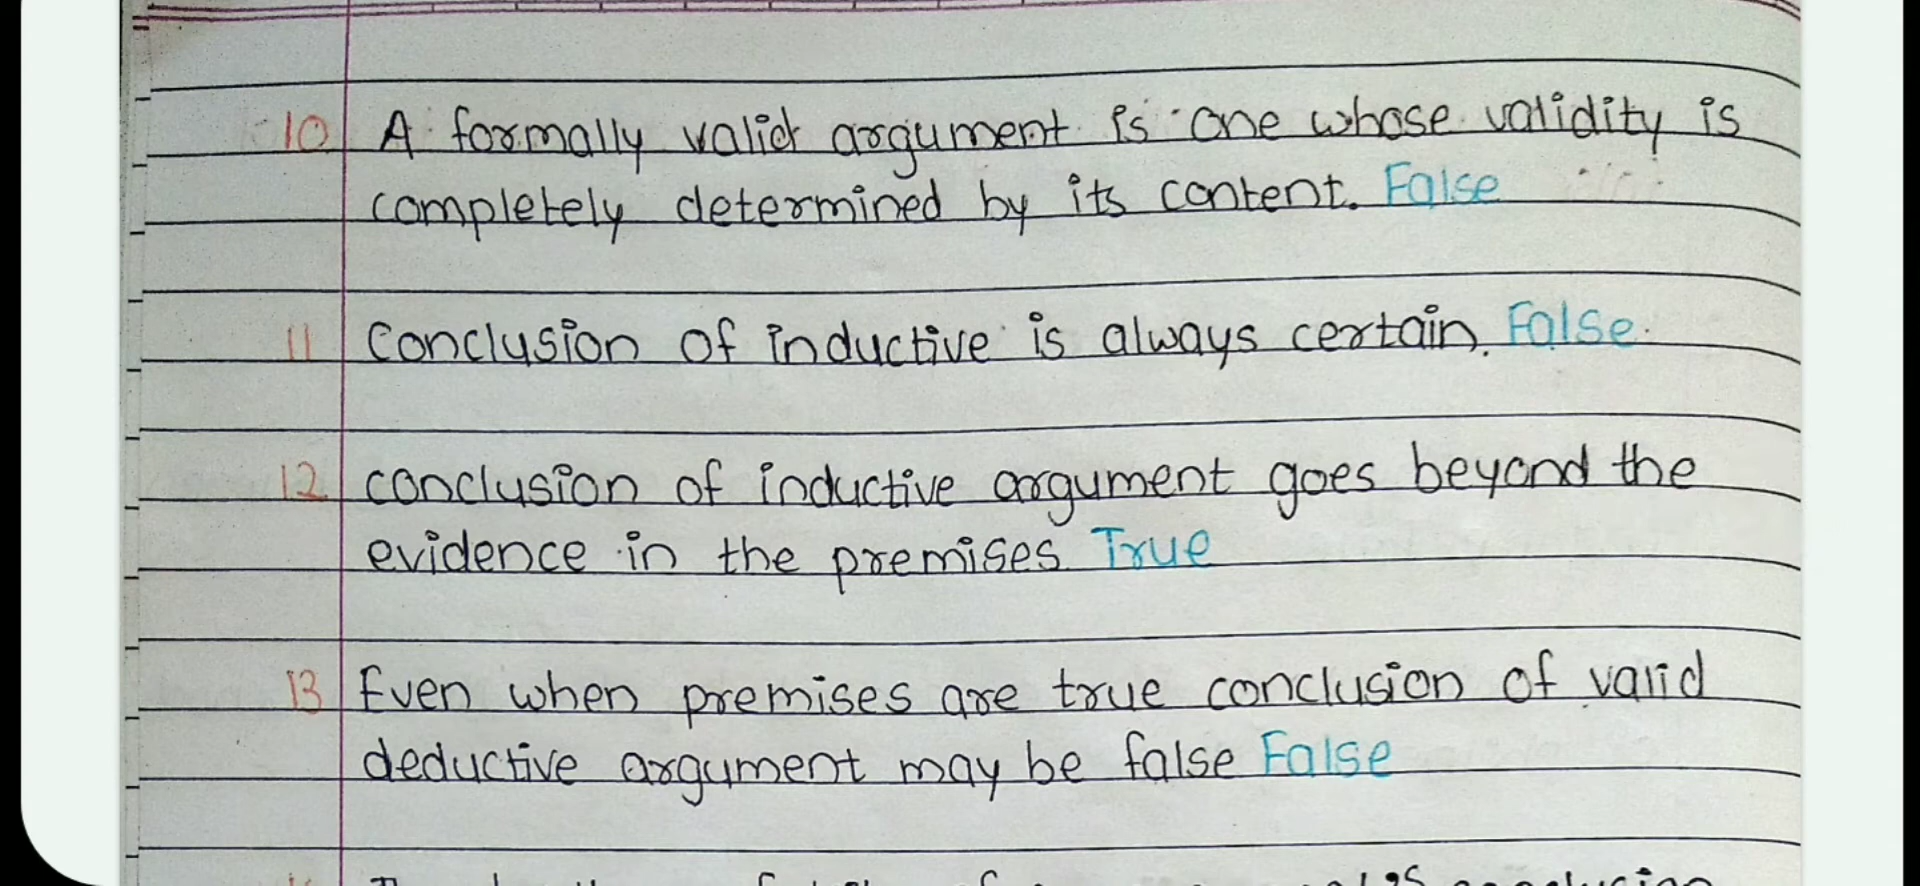 10 A formally valid argument is one whose validity is
completely determined by its content. False
11 Conclusion of inductive is always certain. False.
12 conclusion of inductive argument goes beyond the
evidence in the premises True
13 Even when premises are true conclusion of valid
deductive argument may be false False